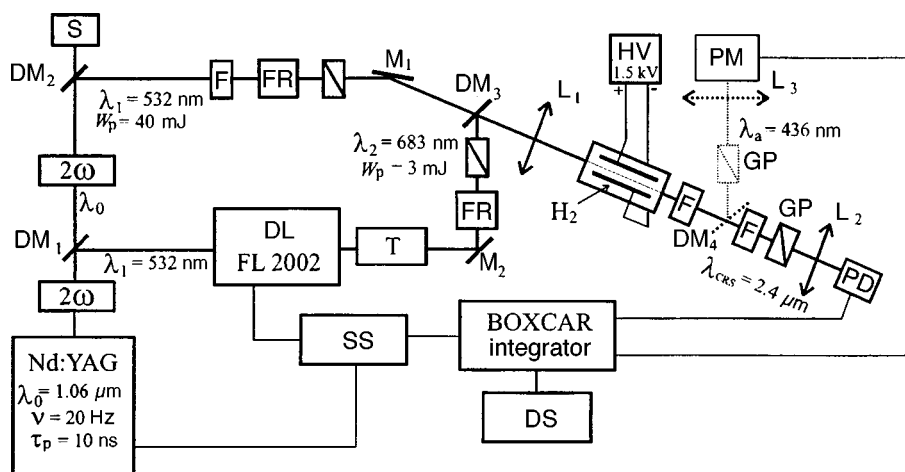 S
DM2
F
FR
M1
HV
1.5 kV
+ -
PM
λ1 = 532 nm
Wp = 40 mJ
DM3
L1
L3
λ2 = 683 nm
Wp – 3 mJ
λa = 436 nm
GP
2ω
λ0
FR
H2
F
DM4
F
GP
L2
DM1
λ1 = 532 nm
DL
FL 2002
T
M2
λCRS = 2.4 µm
PD
2ω
Nd:YAG
λ0 = 1.06 µm
ν = 20 Hz
τp = 10 ns
SS
BOXCAR
integrator
DS